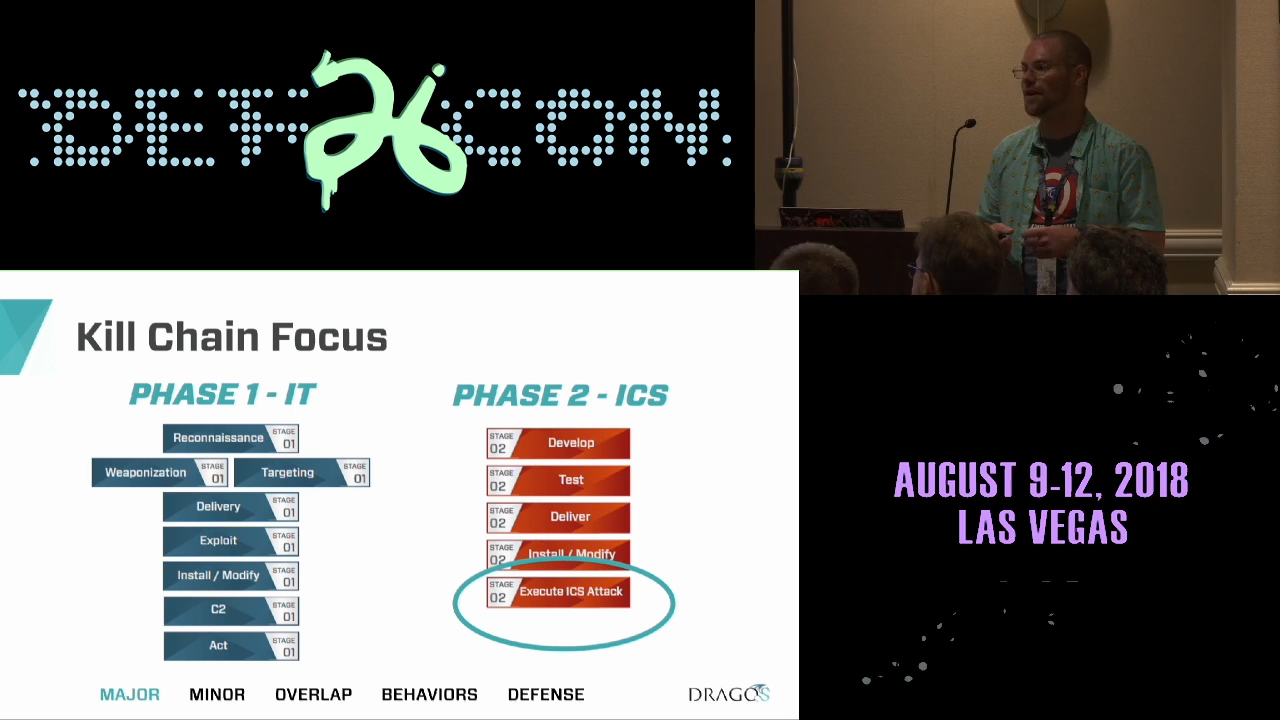 DEF CON 26
Kill Chain Focus
PHASE 1 - IT
Reconnaissance STAGE 01
Weaponization STAGE 01
Targeting STAGE 01
Delivery STAGE 01
Exploit STAGE 01
Install / Modify STAGE 01
C2 STAGE 01
Act STAGE 01
PHASE 2 - ICS
STAGE 02 Develop
STAGE 02 Test
STAGE 02 Deliver
STAGE 02 Install / Modify
STAGE 02 Execute ICS Attack
MAJOR MINOR OVERLAP BEHAVIORS DEFENSE
DRAGOS
AUGUST 9-12, 2018
LAS VEGAS